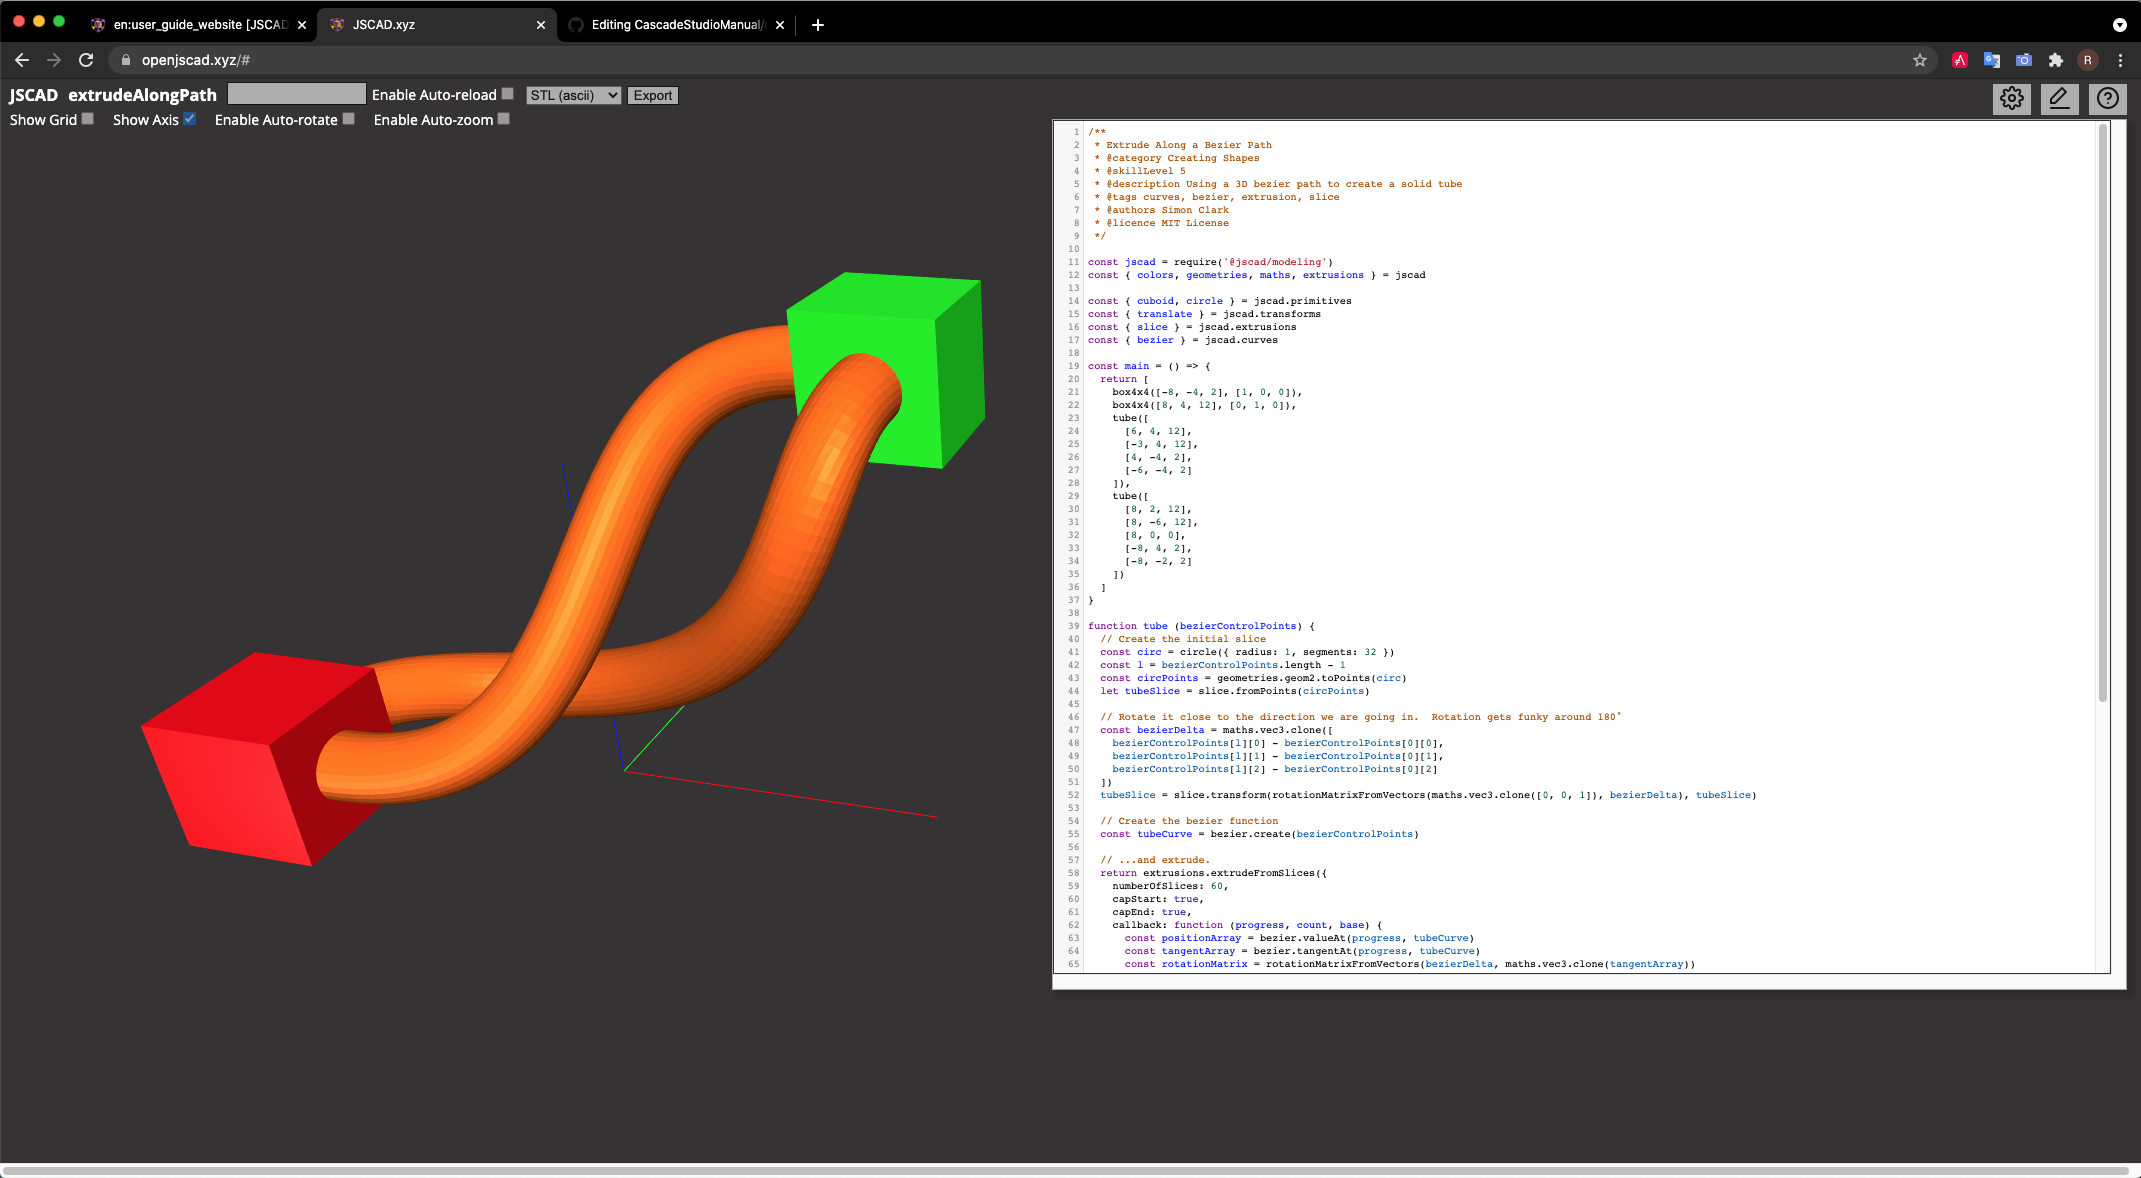 en:user_guide_website [JSCAD
JSCAD.xyz
Editing CascadeStudioManual/
openjscad.xyz/#
R
JSCAD extrudeAlongPath Enable Auto-reload STL (ascii) Export
Show Grid Show Axis Enable Auto-rotate Enable Auto-zoom
1 /**
2 * Extrude Along a Bezier Path
3 * @category Creating Shapes
4 * @skillLevel 5
5 * @description Using a 3D bezier path to create a solid tube
6 * @tags curves, bezier, extrusion, slice
7 * @authors Simon Clark
8 * @licence MIT License
9 */
10
11 const jscad = require('@jscad/modeling')
12 const { colors, geometries, maths, extrusions } = jscad
13
14 const { cuboid, circle } = jscad.primitives
15 const { translate } = jscad.transforms
16 const { slice } = jscad.extrusions
17 const { bezier } = jscad.curves
18
19 const main = () => {
20 return [
21 box4x4([-8, -4, 2], [1, 0, 0]),
22 box4x4([8, 4, 12], [0, 1, 0]),
23 tube([
24 [6, 4, 12],
25 [-3, 4, 12],
26 [4, -4, 2],
27 [-6, -4, 2]
28 ]),
29 tube([
30 [8, 2, 12],
31 [8, -6, 12],
32 [8, 0, 0],
33 [-8, 4, 2],
34 [-8, -2, 2]
35 ])
36 ]
37 }
38
39 function tube (bezierControlPoints) {
40 // Create the initial slice
41 const circ = circle({ radius: 1, segments: 32 })
42 const l = bezierControlPoints.length - 1
43 const circPoints = geometries.geom2.toPoints(circ)
44 let tubeSlice = slice.fromPoints(circPoints)
45
46 // Rotate it close to the direction we are going in.  Rotation gets funky around 180˚
47 const bezierDelta = maths.vec3.clone([
48 bezierControlPoints[l][0] - bezierControlPoints[0][0],
49 bezierControlPoints[l][1] - bezierControlPoints[0][1],
50 bezierControlPoints[l][2] - bezierControlPoints[0][2]
51 ])
52 tubeSlice = slice.transform(rotationMatrixFromVectors(maths.vec3.clone([0, 0, 1]), bezierDelta), tubeSlice)
53
54 // Create the bezier function
55 const tubeCurve = bezier.create(bezierControlPoints)
56
57 // ...and extrude.
58 return extrusions.extrudeFromSlices({
59 numberOfSlices: 60,
60 capStart: true,
61 capEnd: true,
62 callback: function (progress, count, base) {
63 const positionArray = bezier.valueAt(progress, tubeCurve)
64 const tangentArray = bezier.tangentAt(progress, tubeCurve)
65 const rotationMatrix = rotationMatrixFromVectors(bezierDelta, maths.vec3.clone(tangentArray))